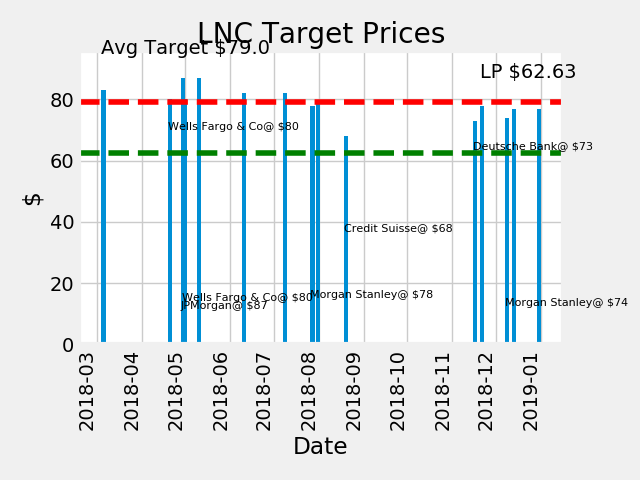 LNC Target Prices
Avg Target $79.0
LP $62.63
80
Wells Fargo & Co@ $80
Deutsche Bank@ $73
60
$
40
Credit Suisse@ $68
20
Wells Fargo & Co@ $80
Morgan Stanley@ $78
JPMorgan@ $87
Morgan Stanley@ $74
0
2018-03
2018-04
2018-05
2018-06
2018-07
2018-08
2018-09
2018-10
2018-11
2018-12
2019-01
Date